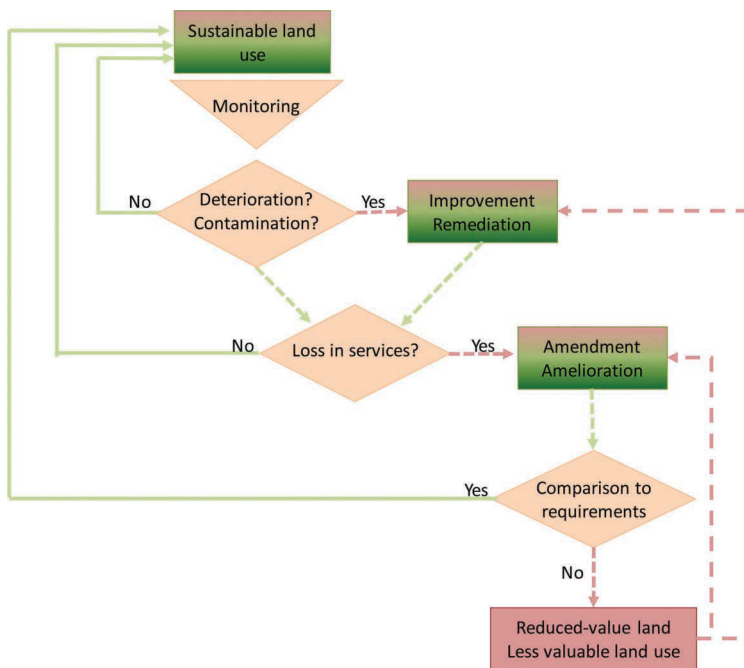 Sustainable land
use
Monitoring
No
Deterioration?
Contamination?
Yes
Improvement
Remediation
No
Loss in services?
Yes
Amendment
Amelioration
Yes
Comparison to
requirements
No
Reduced-value land
Less valuable land use